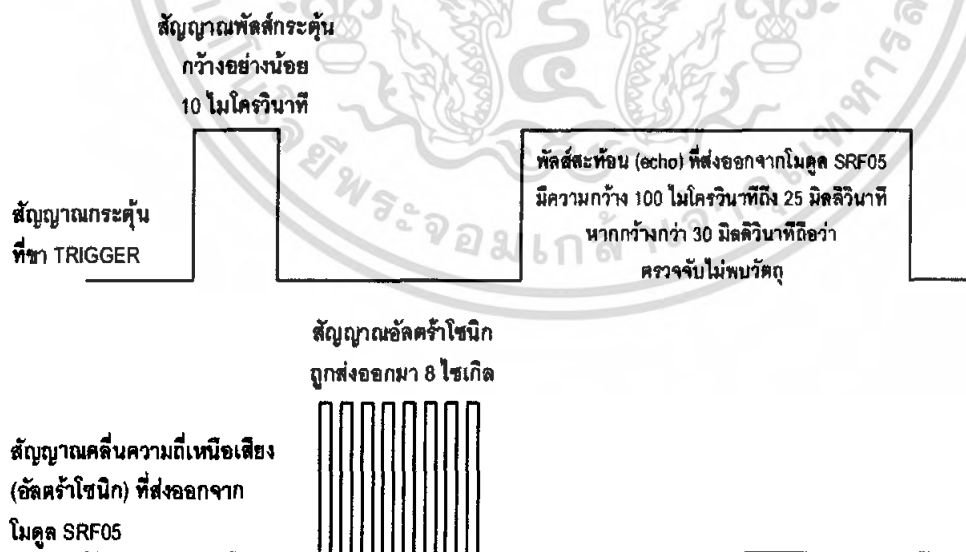 สัญญาณพัลส์กระตุ้น
กว้างอย่างน้อย
10 ไมโครวินาที
สัญญาณกระตุ้น
ที่ขา TRIGGER
พัลส์สะท้อน (echo) ที่ส่งออกจากโมดูล SRF05
มีความกว้าง 100 ไมโครวินาทีถึง 25 มิลลิวินาที
หากกว้างกว่า 30 มิลลิวินาทีถือว่า
ตรวจจับไม่พบวัตถุ
สัญญาณอัลตร้าโซนิก
ถูกส่งออกมา 8 ไซเกิล
สัญญาณคลื่นความถี่เหนือเสียง
(อัลตร้าโซนิก) ที่ส่งออกจาก
โมดูล SRF05
พระจอมเกล้า